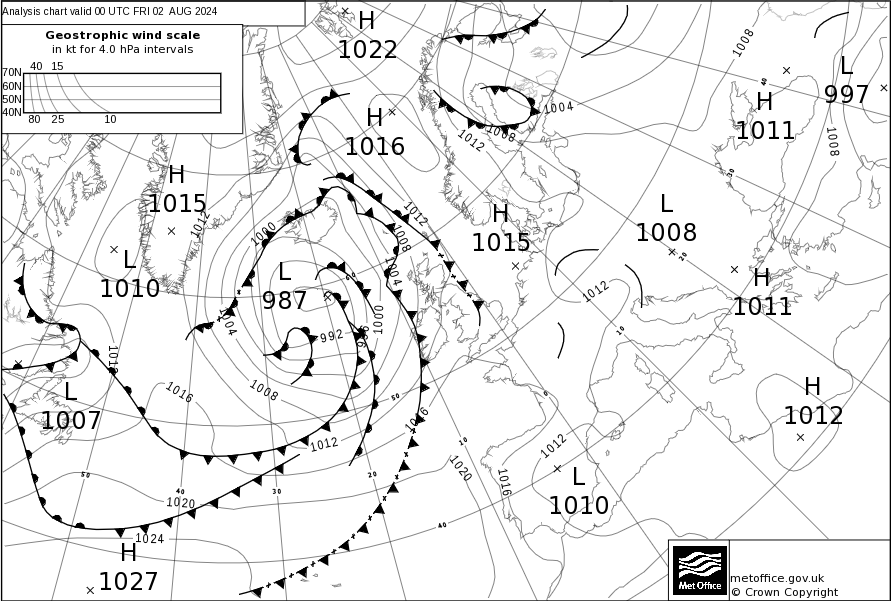 Analysis chart valid 00 UTC FRI 02 AUG 2024
Geostrophic wind scale
in kt for 4.0 hPa intervals
40 15
70N
60N
50N
40N
80 25 10
H
1022
H
1016
H
1015
L
1010
L
987
H
1015
L
1008
H
1011
L
997
H
1011
H
1012
L
1010
L
1007
H
1027
1008
1008
1004
1008
1012
1012
1012
1000
1008
1004
1004
1000
992
996
1008
1016
1012
1012
1016
1012
1020
1016
1012
1020
1024
40
30
20
10
0
60
50
50
40
30
20
10
40
Met Office
metoffice.gov.uk
© Crown Copyright